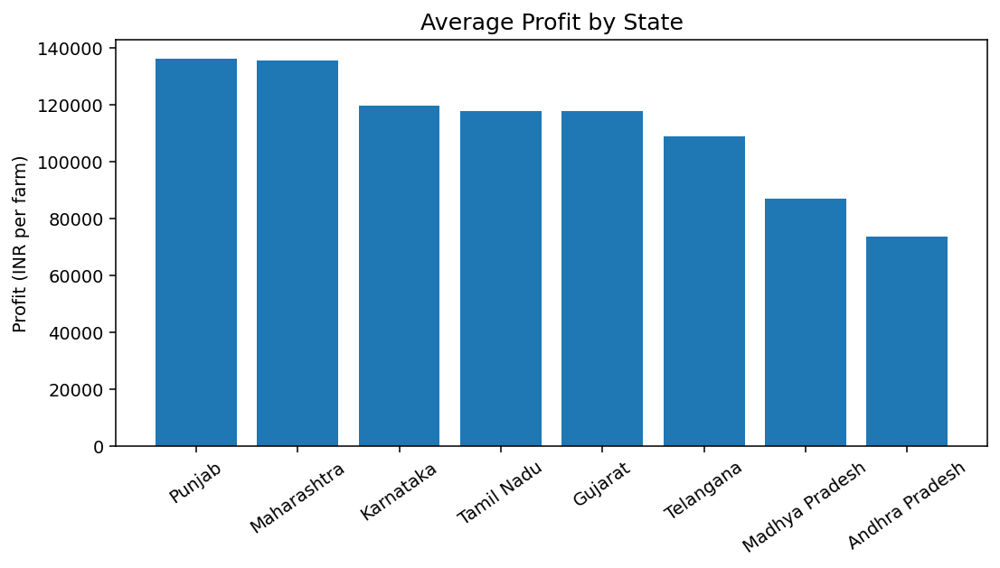 Average Profit by State
Profit (INR per farm)
140000
120000
100000
80000
60000
40000
20000
0
Punjab
Maharashtra
Karnataka
Tamil Nadu
Gujarat
Telangana
Madhya Pradesh
Andhra Pradesh